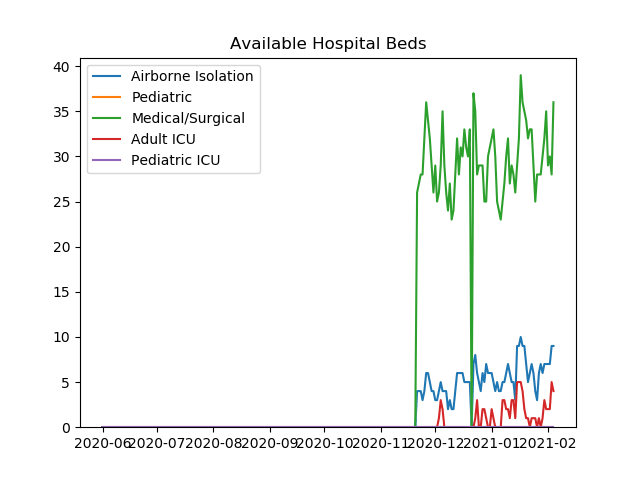 Available Hospital Beds
40
35
30
25
20
15
10
5
0
Airborne Isolation
Pediatric
Medical/Surgical
Adult ICU
Pediatric ICU
2020-06 2020-07 2020-08 2020-09 2020-10 2020-11 2020-12 2021-01 2021-02